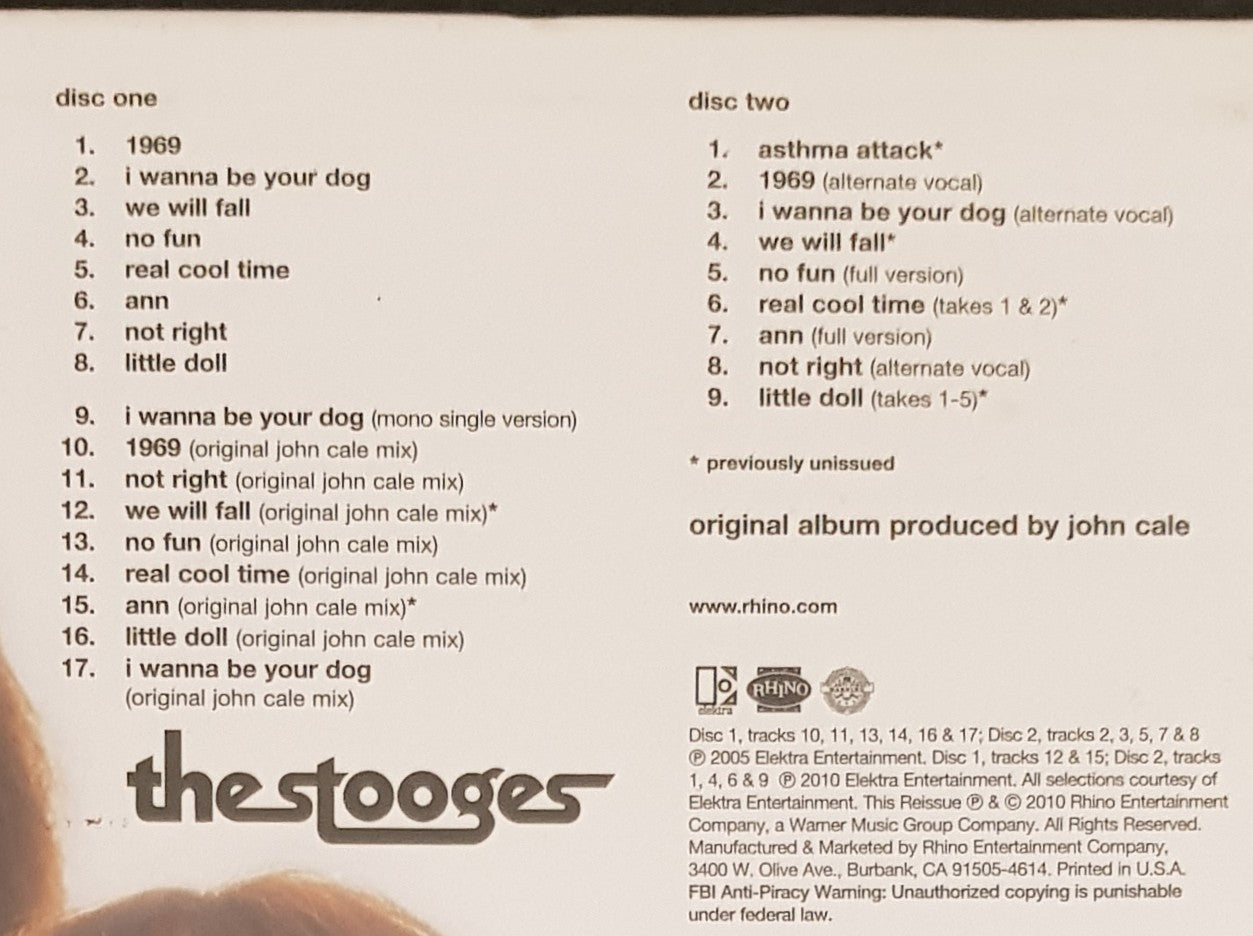 disc one
1. 1969
2. i wanna be your dog
3. we will fall
4. no fun
5. real cool time
6. ann
7. not right
8. little doll
9. i wanna be your dog (mono single version)
10. 1969 (original john cale mix)
11. not right (original john cale mix)
12. we will fall (original john cale mix)*
13. no fun (original john cale mix)
14. real cool time (original john cale mix)
15. ann (original john cale mix)*
16. little doll (original john cale mix)
17. i wanna be your dog
(original john cale mix)
the stooges
disc two
1. asthma attack*
2. 1969 (alternate vocal)
3. i wanna be your dog (alternate vocal)
4. we will fall*
5. no fun (full version)
6. real cool time (takes 1 & 2)*
7. ann (full version)
8. not right (alternate vocal)
9. little doll (takes 1-5)*
* previously unissued
original album produced by john cale
www.rhino.com
elektra RHINO
Disc 1, tracks 10, 11, 13, 14, 16 & 17; Disc 2, tracks 2, 3, 5, 7 & 8
℗ 2005 Elektra Entertainment. Disc 1, tracks 12 & 15; Disc 2, tracks
1, 4, 6 & 9 ℗ 2010 Elektra Entertainment. All selections courtesy of
Elektra Entertainment. This Reissue ℗ & © 2010 Rhino Entertainment
Company, a Warner Music Group Company. All Rights Reserved.
Manufactured & Marketed by Rhino Entertainment Company,
3400 W. Olive Ave., Burbank, CA 91505-4614. Printed in U.S.A.
FBI Anti-Piracy Warning: Unauthorized copying is punishable
under federal law.